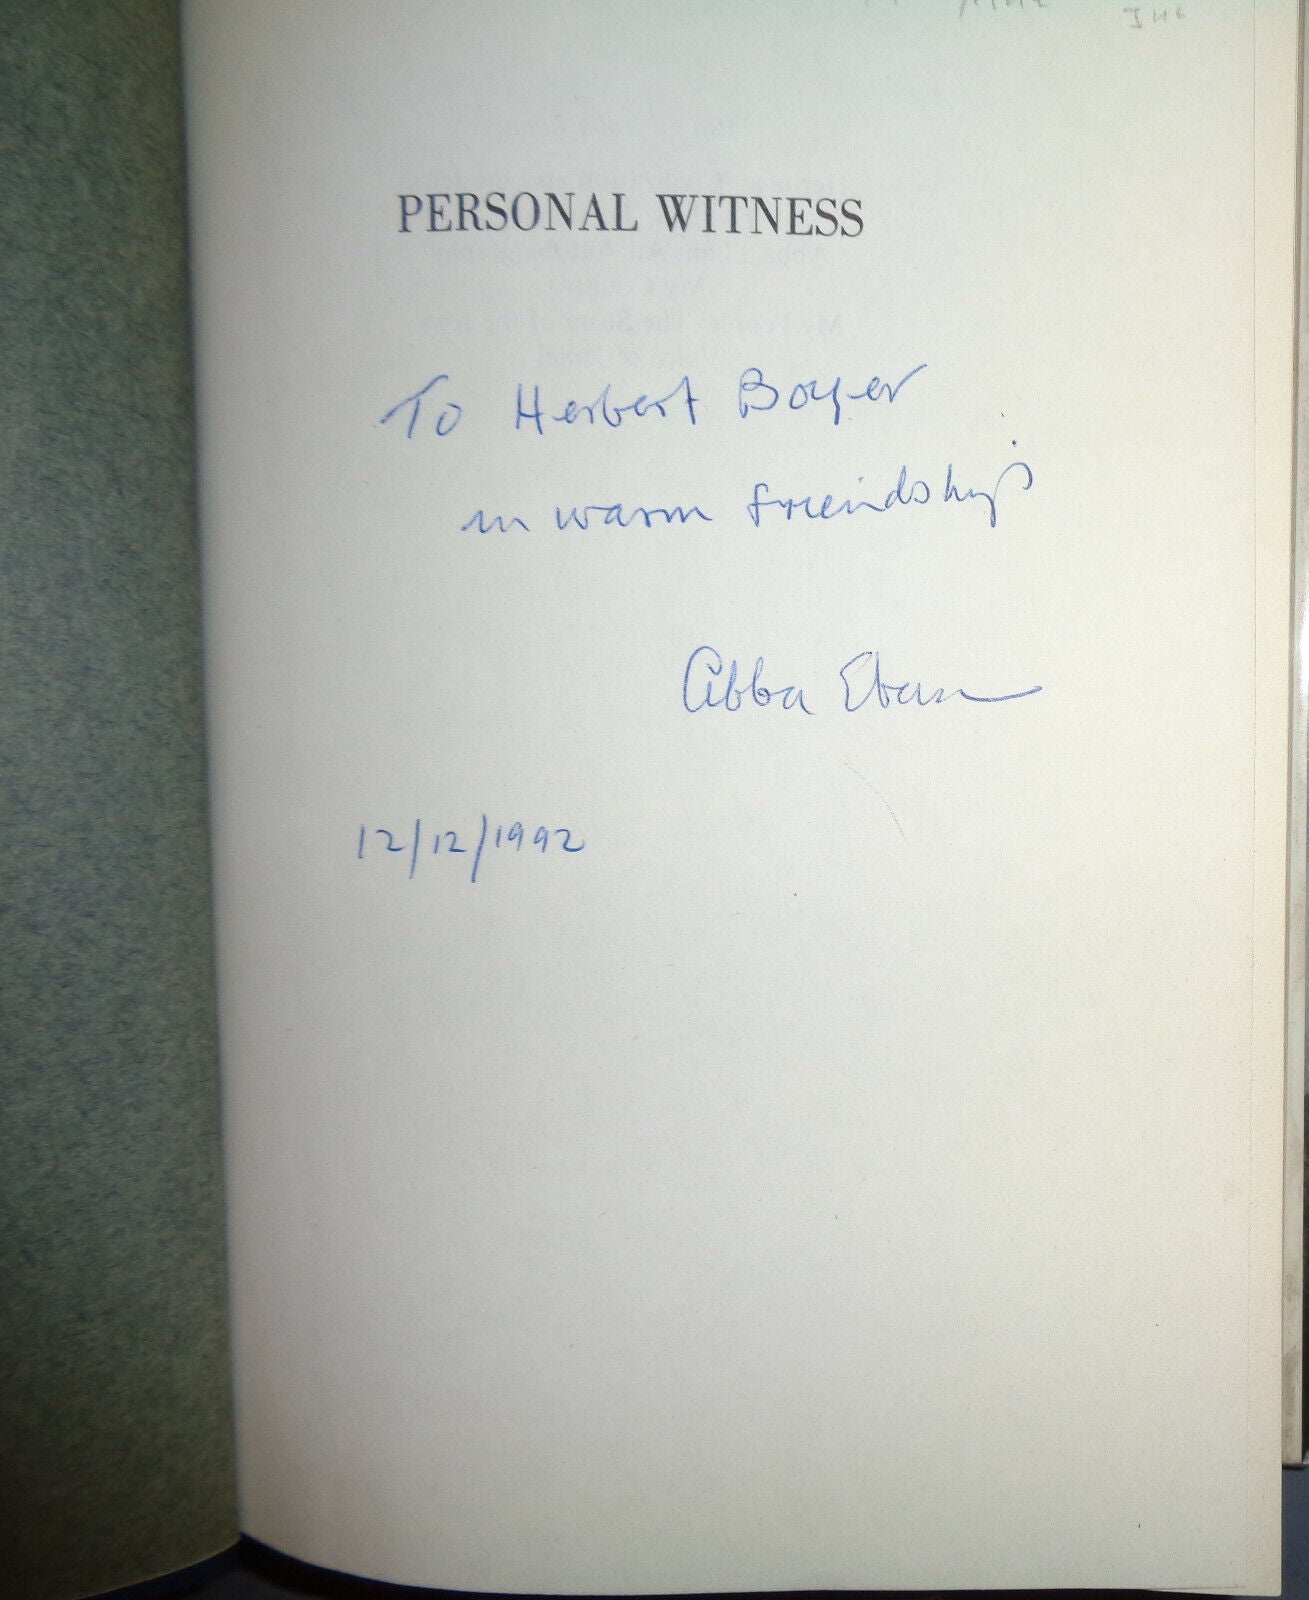 PERSONAL WITNESS
To Herbert Boyer
in warm friendship
Abba Eban
12/12/1992